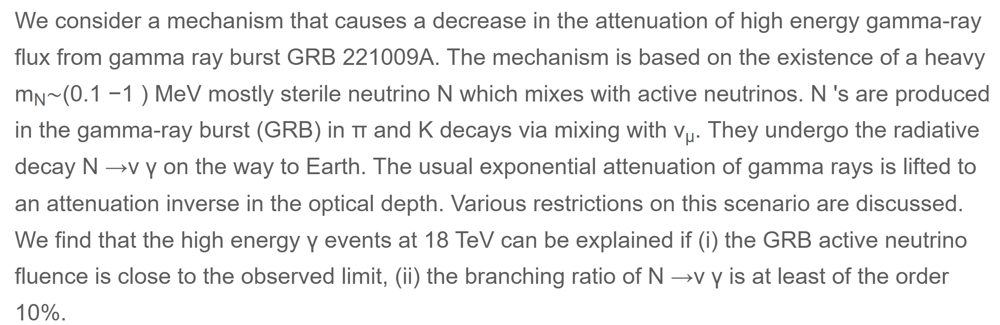 We consider a mechanism that causes a decrease in the attenuation of high energy gamma-ray
flux from gamma ray burst GRB 221009A. The mechanism is based on the existence of a heavy
mN~(0.1 −1 ) MeV mostly sterile neutrino N which mixes with active neutrinos. N 's are produced
in the gamma-ray burst (GRB) in π and K decays via mixing with νμ. They undergo the radiative
decay N →ν γ on the way to Earth. The usual exponential attenuation of gamma rays is lifted to
an attenuation inverse in the optical depth. Various restrictions on this scenario are discussed.
We find that the high energy γ events at 18 TeV can be explained if (i) the GRB active neutrino
fluence is close to the observed limit, (ii) the branching ratio of N →ν γ is at least of the order
10%.